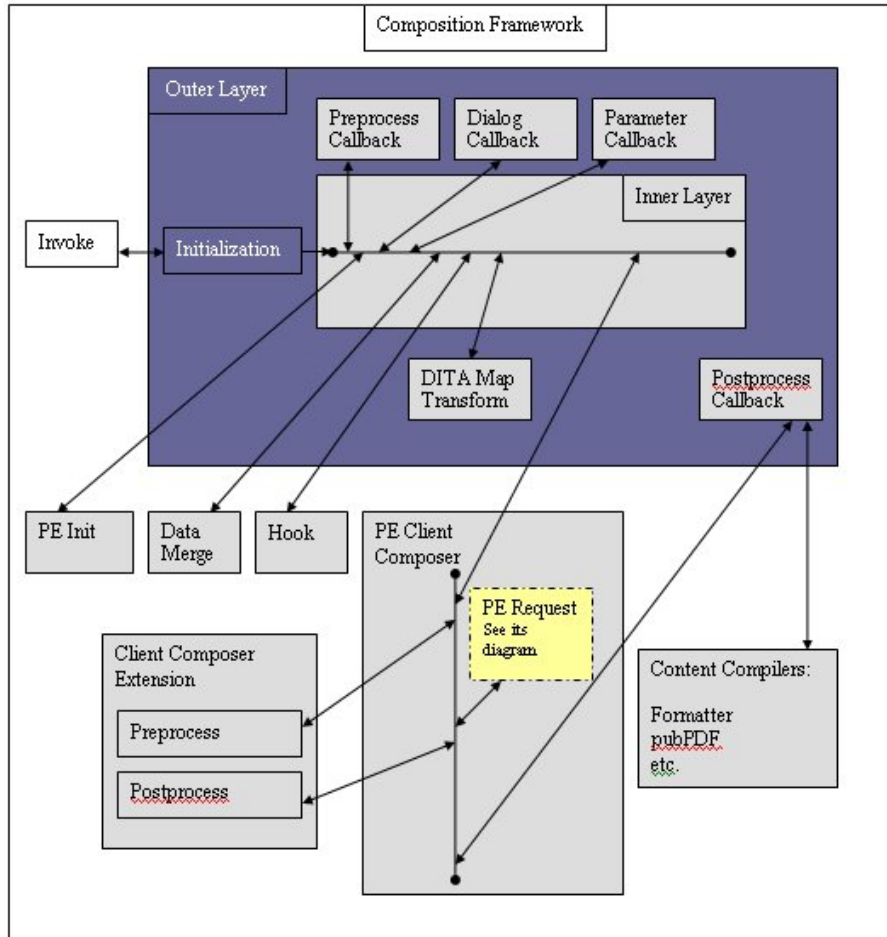 Composition Framework
Outer Layer
Preprocess
Callback
Dialog
Callback
Parameter
Callback
Inner Layer
Invoke
Initialization
DITA Map
Transform
Postprocess
Callback
PE Init
Data
Merge
Hook
PE Client
Composer
PE Request
See its
diagram
Client Composer
Extension
Preprocess
Postprocess
Content Compilers:
Formatter
pubPDF
etc.